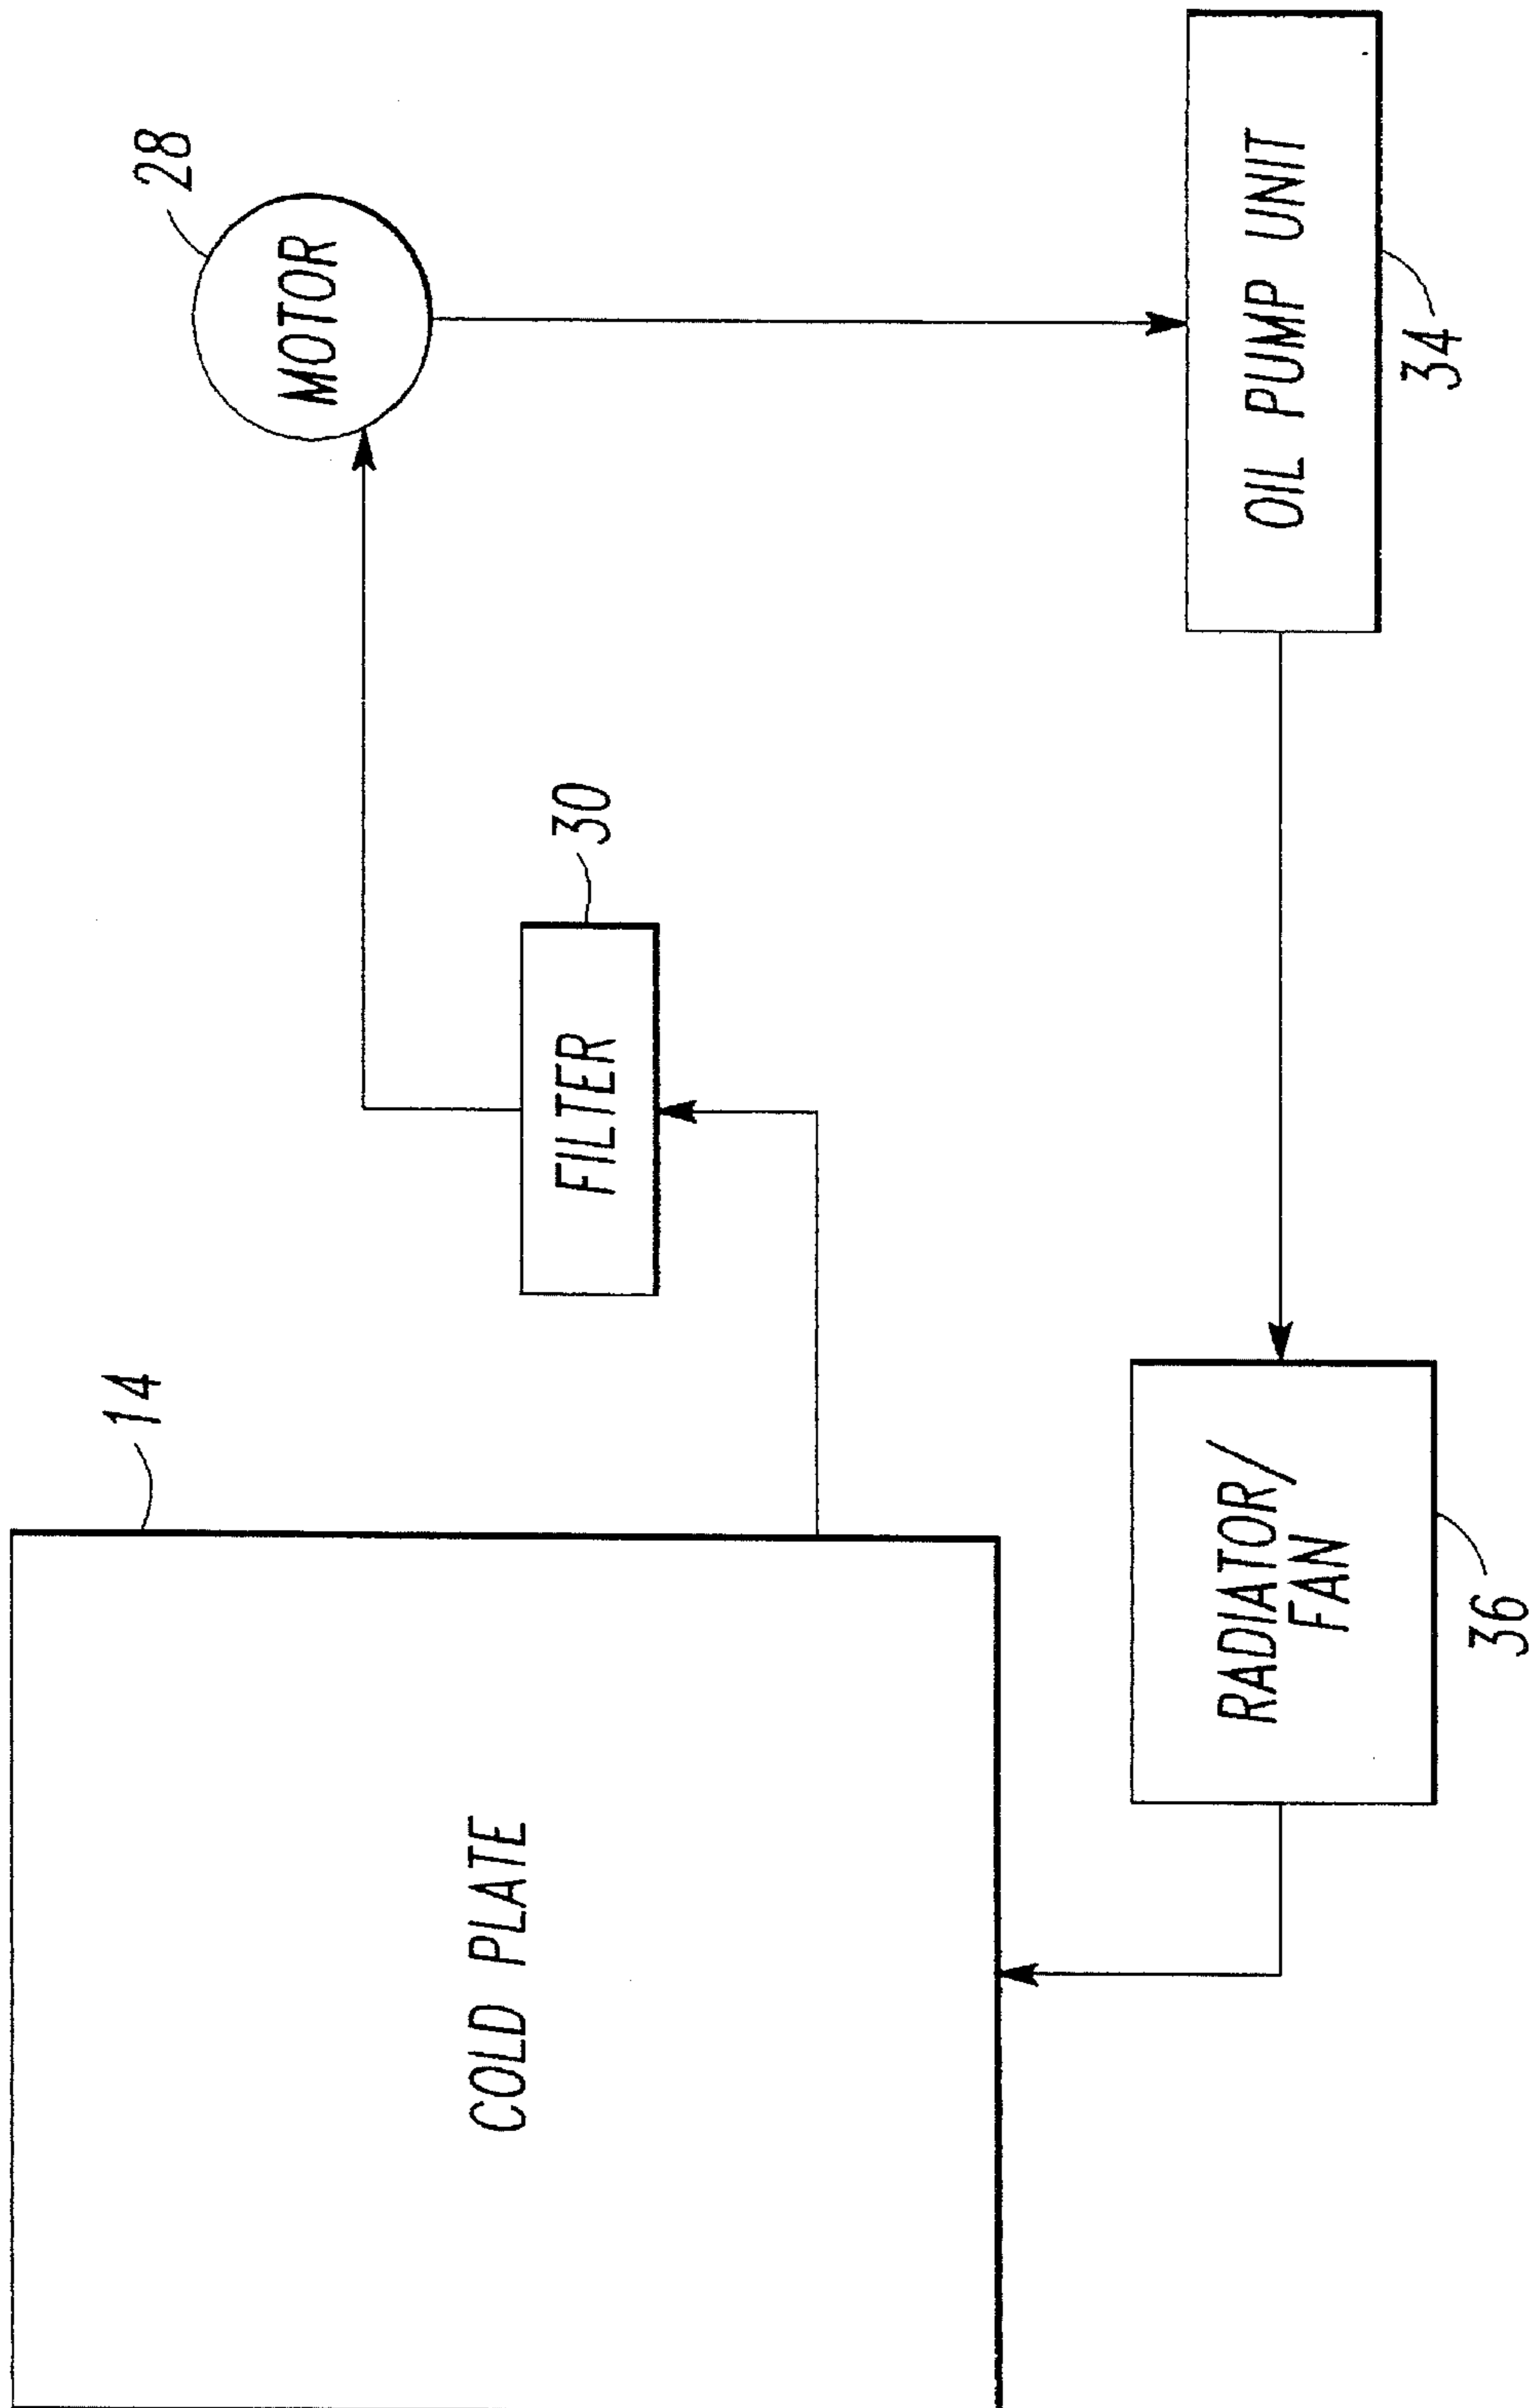 14
COLD PLATE
28
MOTOR
30
FILTER
RADIATOR/
FAN
36
OIL PUMP UNIT
34